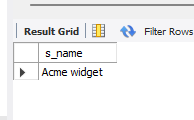 Result Grid Filter Rows
s_name
Acme widget